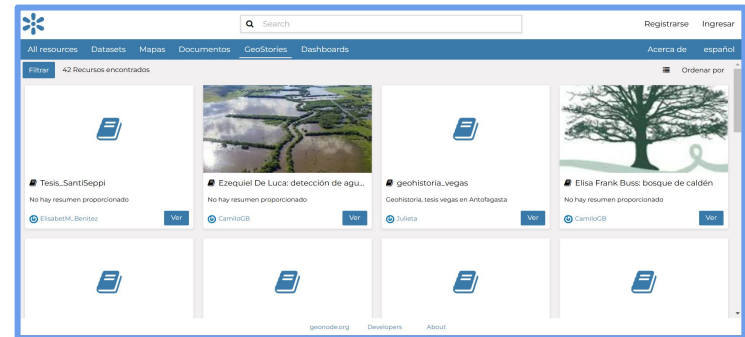 Search
Registrarse Ingresar
All resources Datasets Mapas Documentos GeoStories Dashboards Acerca de español
Filtrar 42 Recursos encontrados Ordenar por
Tesis_SantiSeppi
No hay resumen proporcionado
ElisabetM_Benitez Ver
Ezequiel De Luca: detección de agu...
No hay resumen proporcionado
CamiloGB Ver
geohistoria_vegas
Geohistoria, tesis vegas en Antofagasta
Julieta Ver
Elisa Frank Buss: bosque de caldén
No hay resumen proporcionado
CamiloGB Ver
geonode.org Developers About